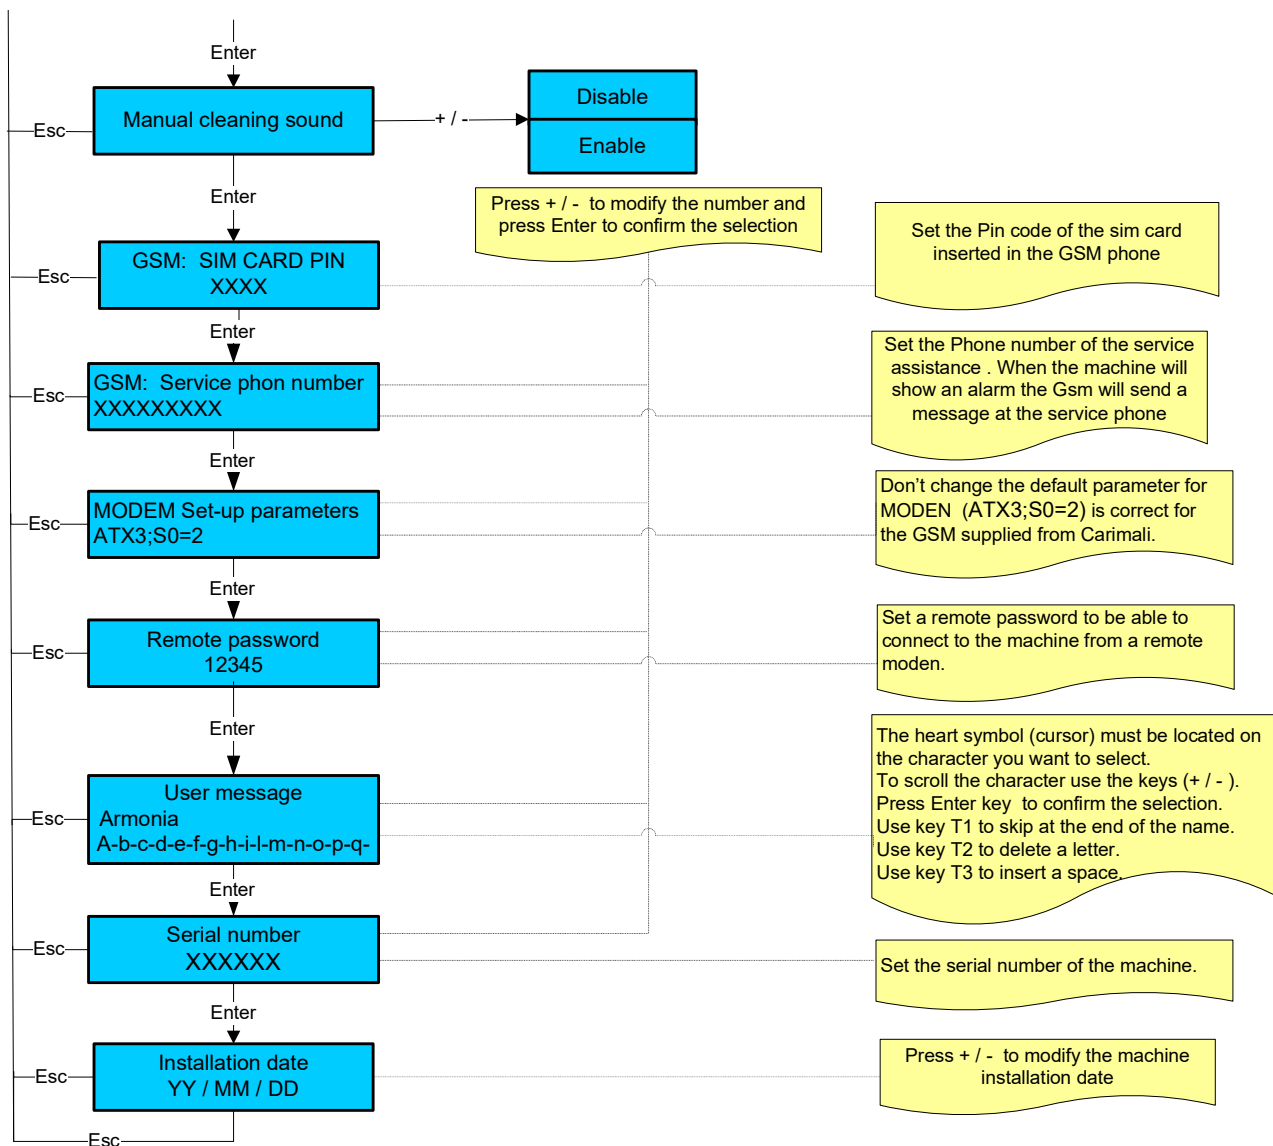 Enter
Manual cleaning sound
Esc
+ / -
Disable
Enable
Enter
Press + / -  to modify the number and
press Enter to confirm the selection
Set the Pin code of the sim card
inserted in the GSM phone
GSM:  SIM CARD PIN
XXXX
Esc
Enter
GSM:  Service phon number
XXXXXXXXX
Esc
Set the Phone number of the service
assistance . When the machine will
show an alarm the Gsm will send a
message at the service phone
Enter
MODEM Set-up parameters
ATX3;S0=2
Esc
Don't change the default parameter for
MODEN  (ATX3;S0=2) is correct for
the GSM supplied from Carimali.
Enter
Remote password
12345
Esc
Set a remote password to be able to
connect to the machine from a remote
moden.
Enter
User message
Armonia
A-b-c-d-e-f-g-h-i-l-m-n-o-p-q-
Esc
The heart symbol (cursor) must be located on
the character you want to select.
To scroll the character use the keys (+ / - ).
Press Enter key  to confirm the selection.
Use key T1 to skip at the end of the name.
Use key T2 to delete a letter.
Use key T3 to insert a space.
Enter
Serial number
XXXXXX
Esc
Set the serial number of the machine.
Enter
Installation date
YY / MM / DD
Esc
Press + / -  to modify the machine
installation date
Esc